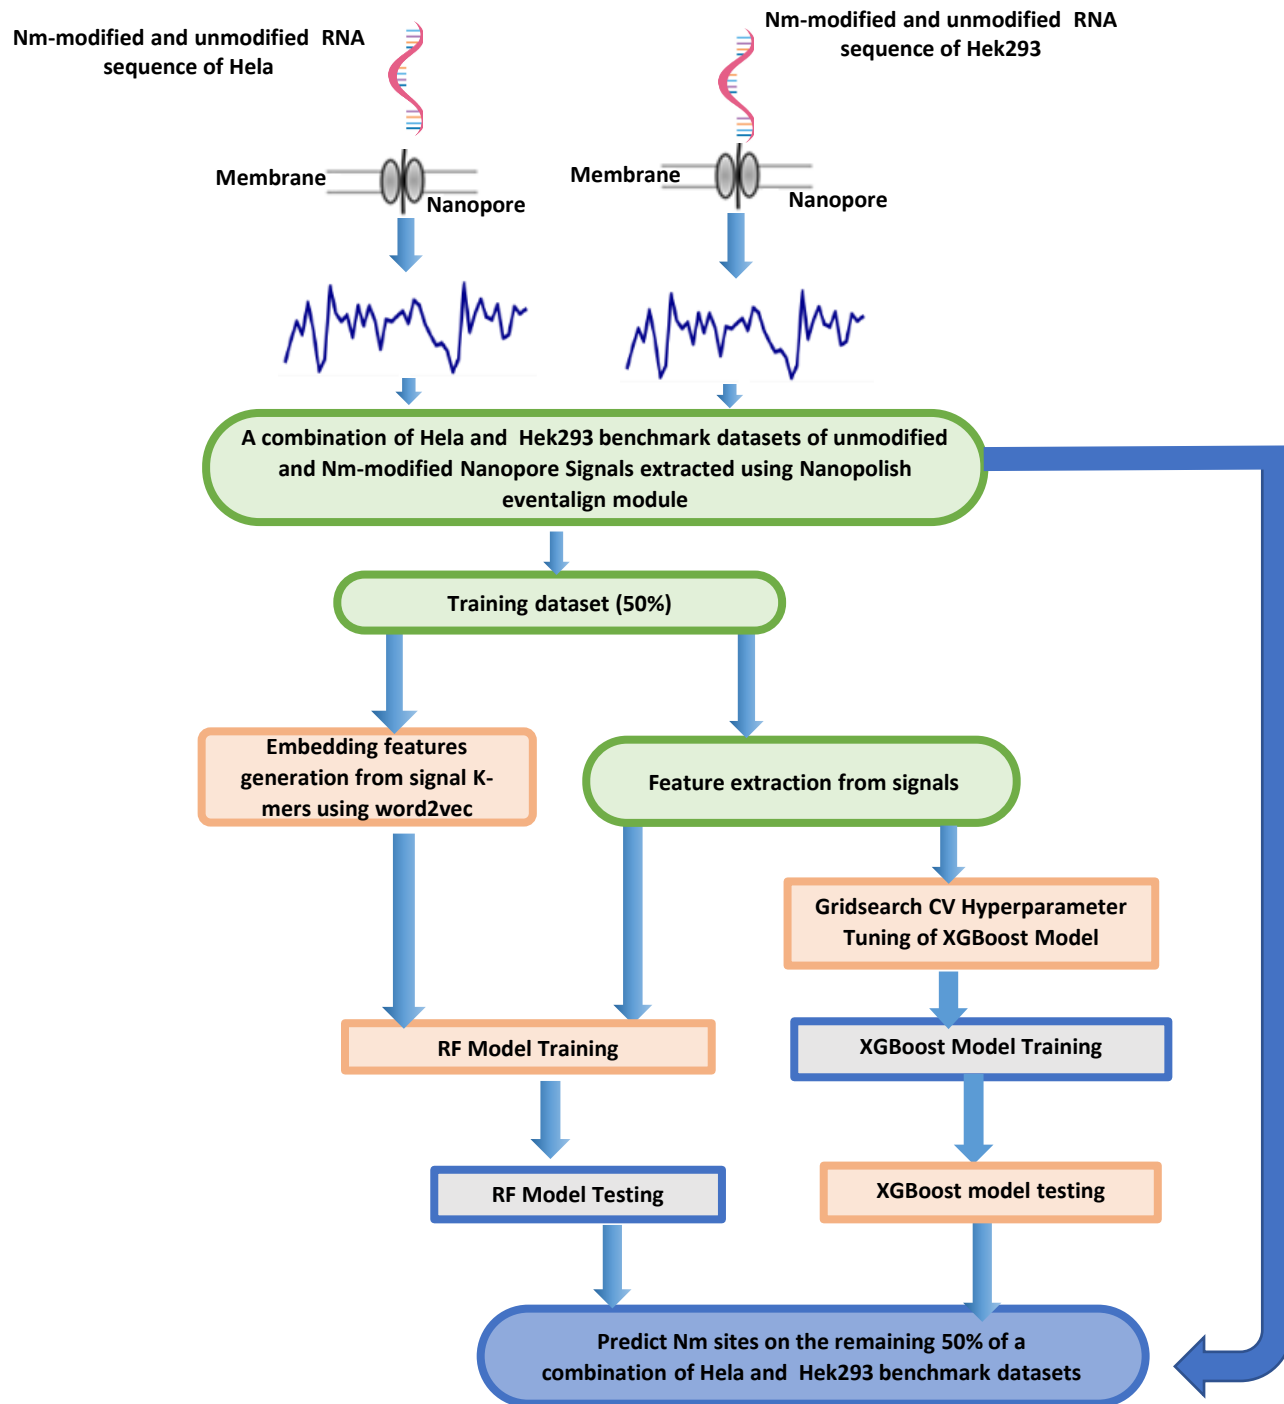 Nm-modified and unmodified RNA
sequence of Hela
Nm-modified and unmodified RNA
sequence of Hek293
Membrane
Nanopore
Membrane
Nanopore
A combination of Hela and Hek293 benchmark datasets of unmodified
and Nm-modified Nanopore Signals extracted using Nanopolish
eventalign module
Training dataset (50%)
Embedding features
generation from signal K-
mers using word2vec
Feature extraction from signals
Gridsearch CV Hyperparameter
Tuning of XGBoost Model
RF Model Training
XGBoost Model Training
RF Model Testing
XGBoost model testing
Predict Nm sites on the remaining 50% of a
combination of Hela and Hek293 benchmark datasets